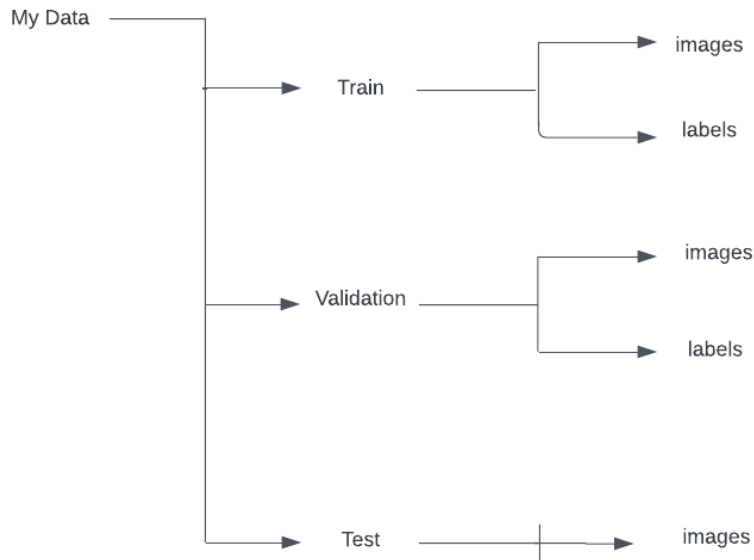 My Data
Train
images
labels
Validation
images
labels
Test
images